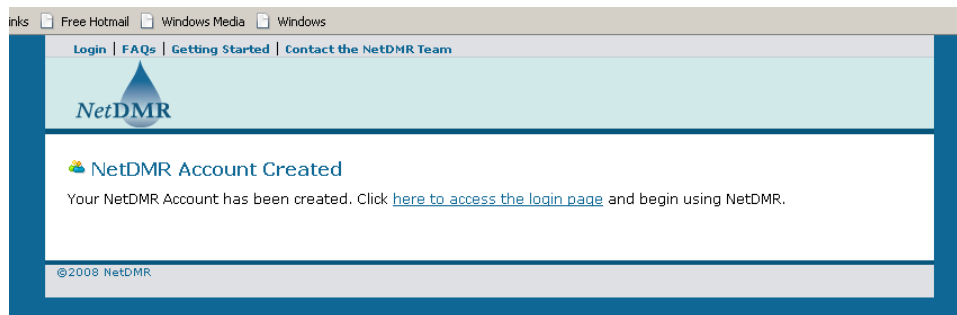 inks Free Hotmail Windows Media Windows
Login | FAQs | Getting Started | Contact the NetDMR Team
NetDMR
NetDMR Account Created
Your NetDMR Account has been created. Click here to access the login page and begin using NetDMR.
©2008 NetDMR